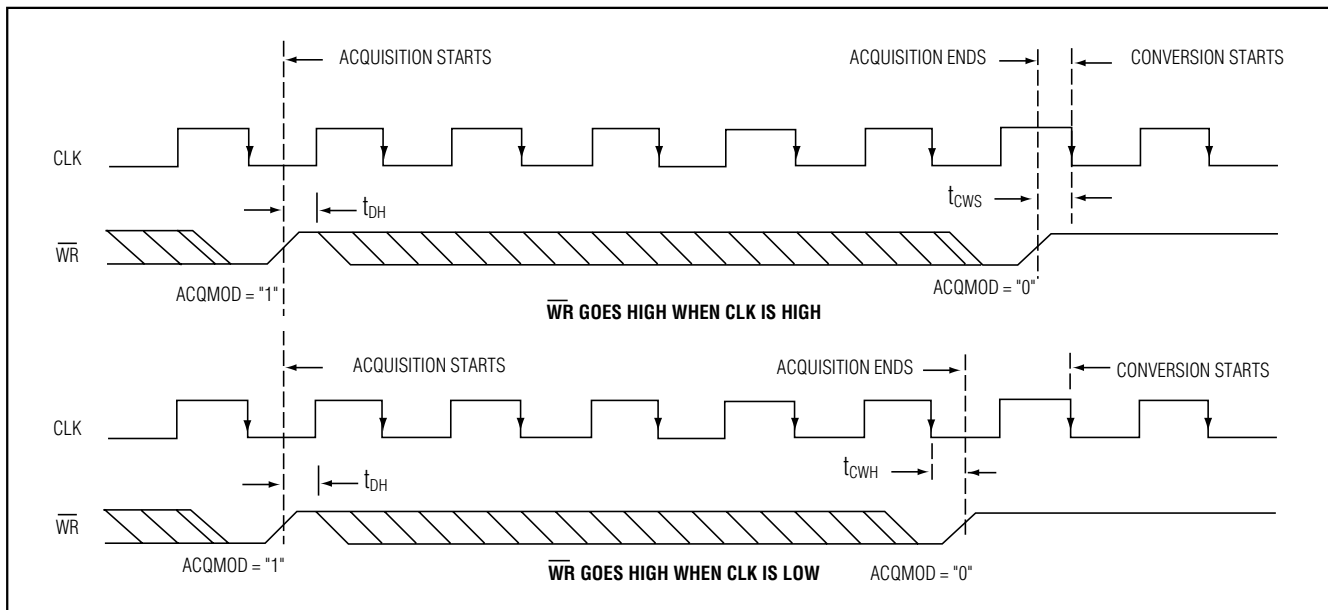 ACQUISITION STARTS
ACQUISITION ENDS
CONVERSION STARTS
CLK
tCWS
tDH
WR
ACQMOD = "1"
ACQMOD = "0"
WR GOES HIGH WHEN CLK IS HIGH
ACQUISITION STARTS
ACQUISITION ENDS
CONVERSION STARTS
CLK
tCWH
tDH
WR
ACQMOD = "1"
WR GOES HIGH WHEN CLK IS LOW
ACQMOD = "0"